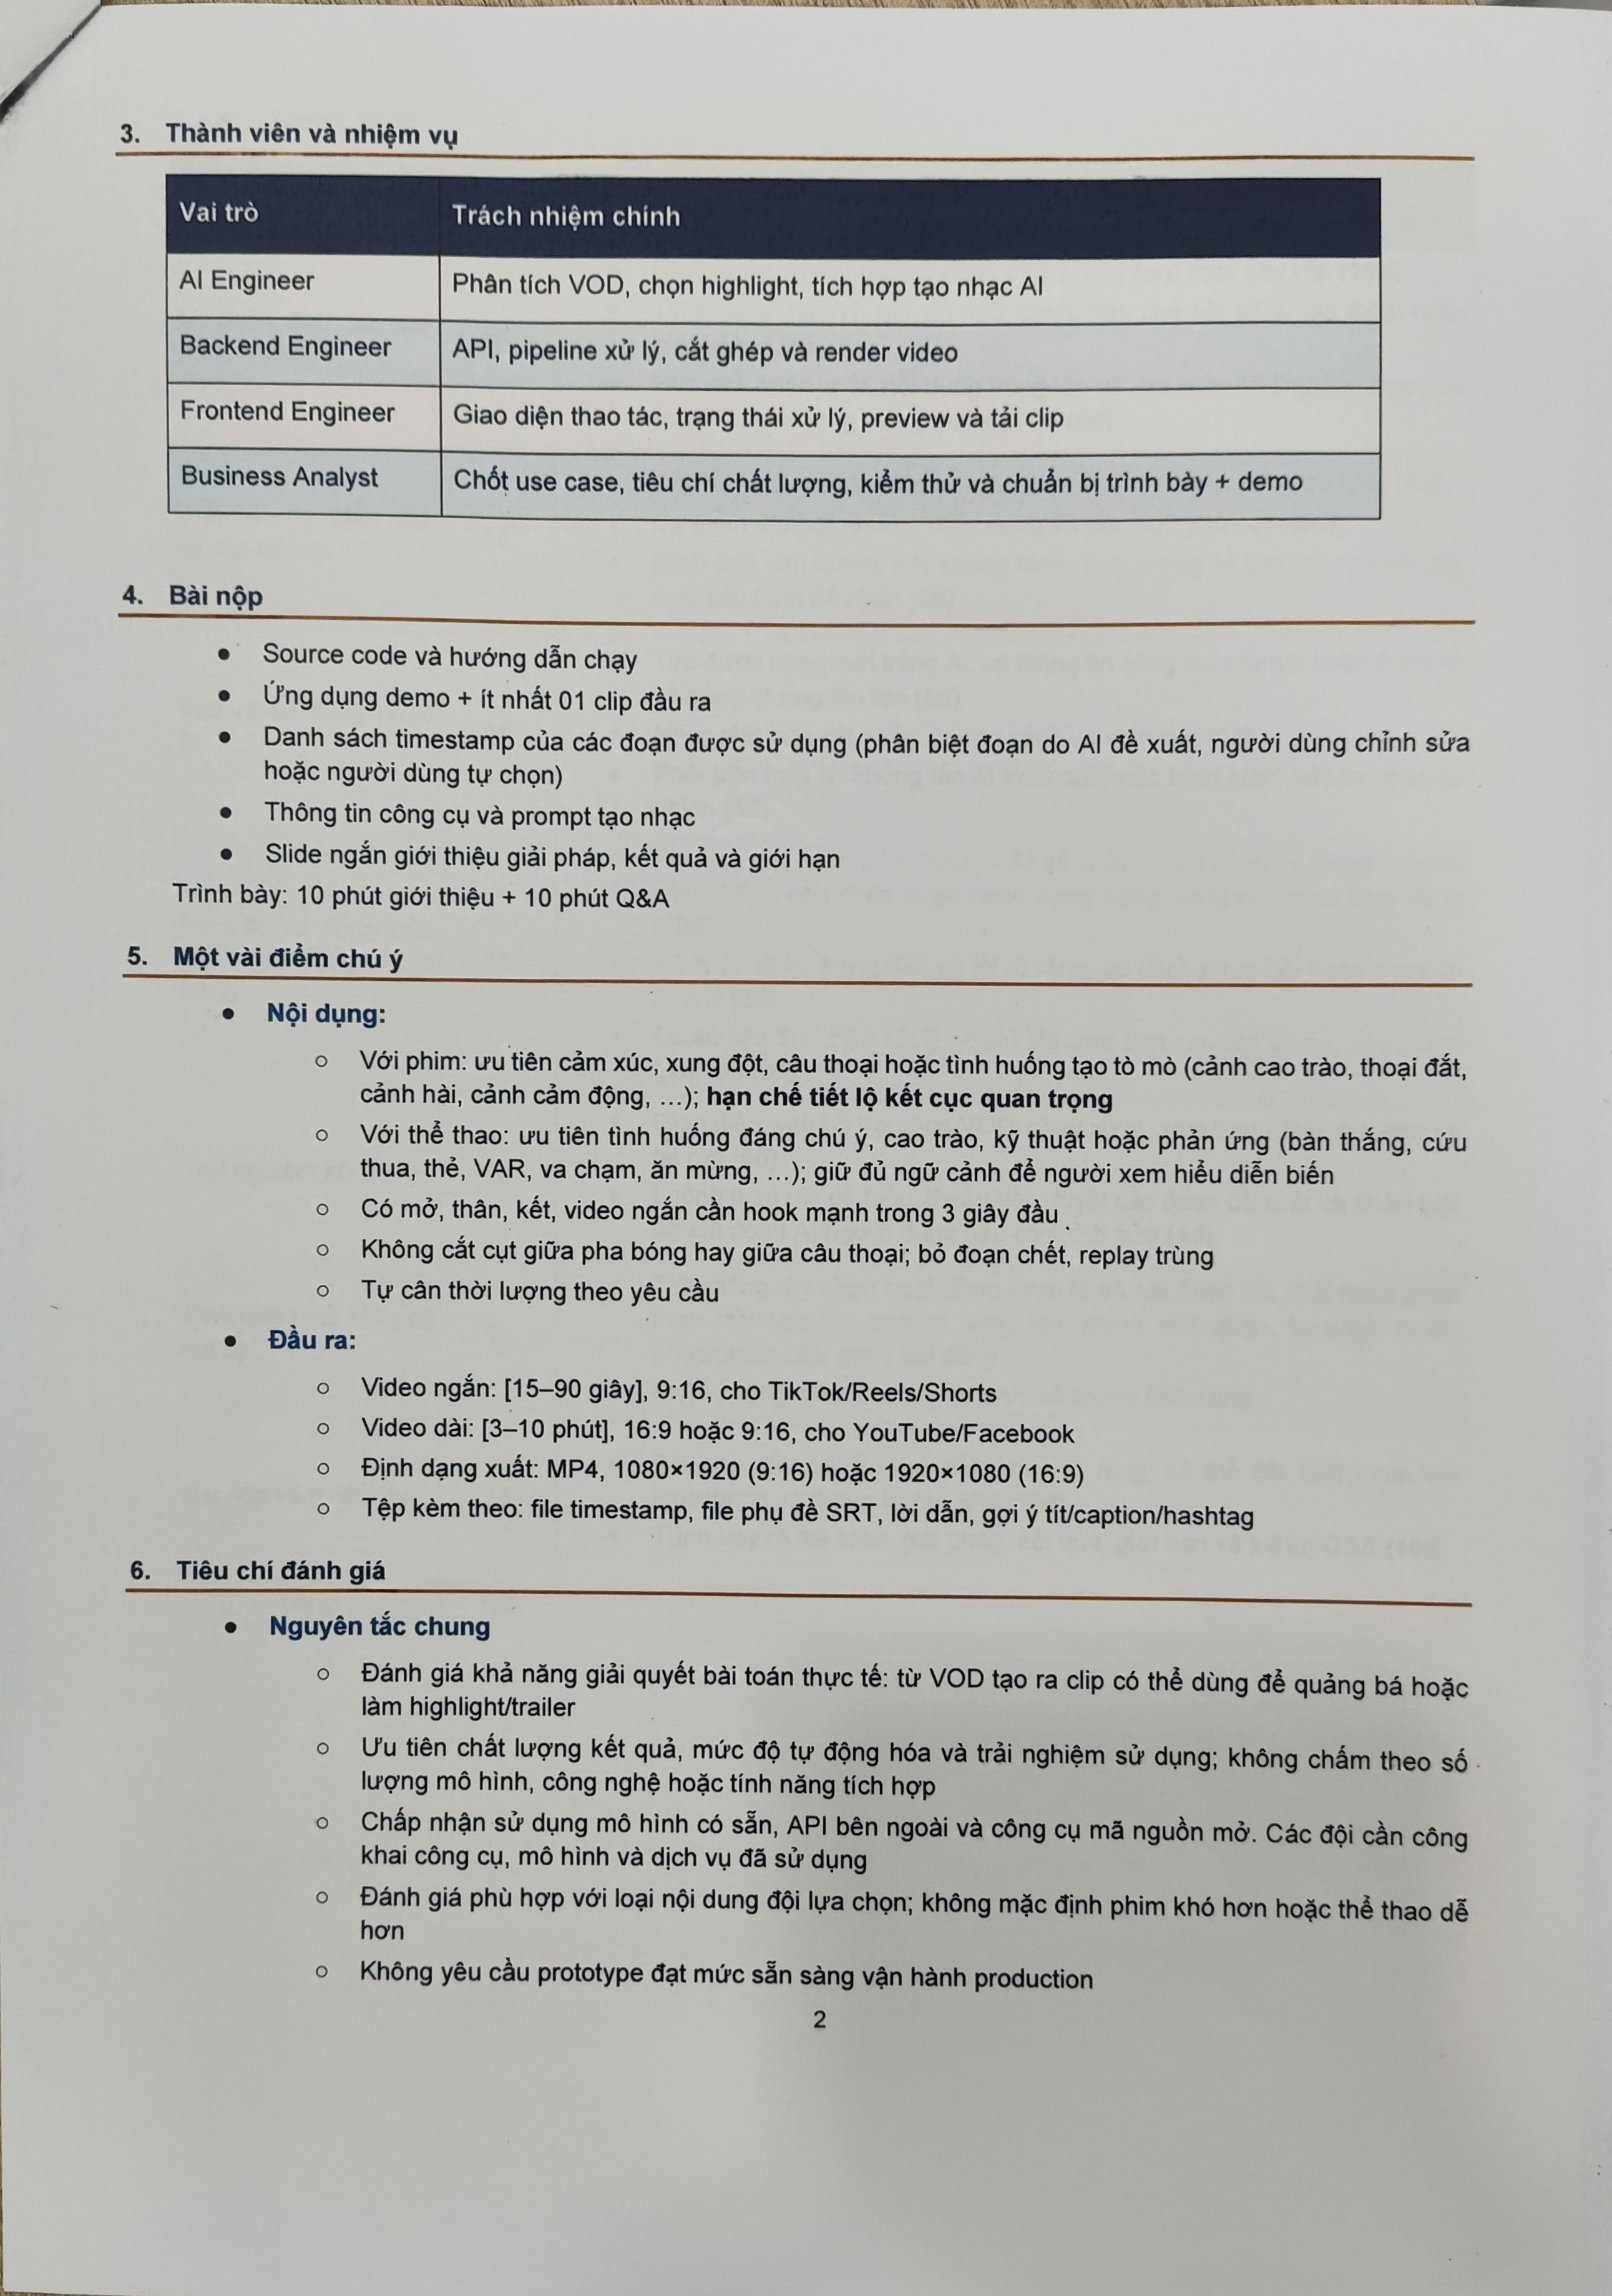 3. Thành viên và nhiệm vụ
Vai trò
Trách nhiệm chính
AI Engineer
Phân tích VOD, chọn highlight, tích hợp tạo nhạc AI
Backend Engineer
API, pipeline xử lý, cắt ghép và render video
Frontend Engineer
Giao diện thao tác, trạng thái xử lý, preview và tải clip
Business Analyst
Chốt use case, tiêu chí chất lượng, kiểm thử và chuẩn bị trình bày + demo
4. Bài nộp
● Source code và hướng dẫn chạy
● Ứng dụng demo + ít nhất 01 clip đầu ra
● Danh sách timestamp của các đoạn được sử dụng (phân biệt đoạn do AI đề xuất, người dùng chỉnh sửa
hoặc người dùng tự chọn)
● Thông tin công cụ và prompt tạo nhạc
● Slide ngắn giới thiệu giải pháp, kết quả và giới hạn
Trình bày: 10 phút giới thiệu + 10 phút Q&A
5. Một vài điểm chú ý
● Nội dụng:
○ Với phim: ưu tiên cảm xúc, xung đột, câu thoại hoặc tình huống tạo tò mò (cảnh cao trào, thoại đắt,
cảnh hài, cảnh cảm động, ...); hạn chế tiết lộ kết cục quan trọng
○ Với thể thao: ưu tiên tình huống đáng chú ý, cao trào, kỹ thuật hoặc phản ứng (bàn thắng, cứu
thua, thẻ, VAR, va chạm, ăn mừng, ...); giữ đủ ngữ cảnh để người xem hiểu diễn biến
○ Có mở, thân, kết, video ngắn cần hook mạnh trong 3 giây đầu
○ Không cắt cụt giữa pha bóng hay giữa câu thoại; bỏ đoạn chết, replay trùng
○ Tự cân thời lượng theo yêu cầu
● Đầu ra:
○ Video ngắn: [15–90 giây], 9:16, cho TikTok/Reels/Shorts
○ Video dài: [3–10 phút], 16:9 hoặc 9:16, cho YouTube/Facebook
○ Định dạng xuất: MP4, 1080×1920 (9:16) hoặc 1920×1080 (16:9)
○ Tệp kèm theo: file timestamp, file phụ đề SRT, lời dẫn, gợi ý tít/caption/hashtag
6. Tiêu chí đánh giá
● Nguyên tắc chung
○ Đánh giá khả năng giải quyết bài toán thực tế: từ VOD tạo ra clip có thể dùng để quảng bá hoặc
làm highlight/trailer
○ Ưu tiên chất lượng kết quả, mức độ tự động hóa và trải nghiệm sử dụng; không chấm theo số
lượng mô hình, công nghệ hoặc tính năng tích hợp
○ Chấp nhận sử dụng mô hình có sẵn, API bên ngoài và công cụ mã nguồn mở. Các đội cần công
khai công cụ, mô hình và dịch vụ đã sử dụng
○ Đánh giá phù hợp với loại nội dung đội lựa chọn; không mặc định phim khó hơn hoặc thể thao dễ
hơn
○ Không yêu cầu prototype đạt mức sẵn sàng vận hành production
2